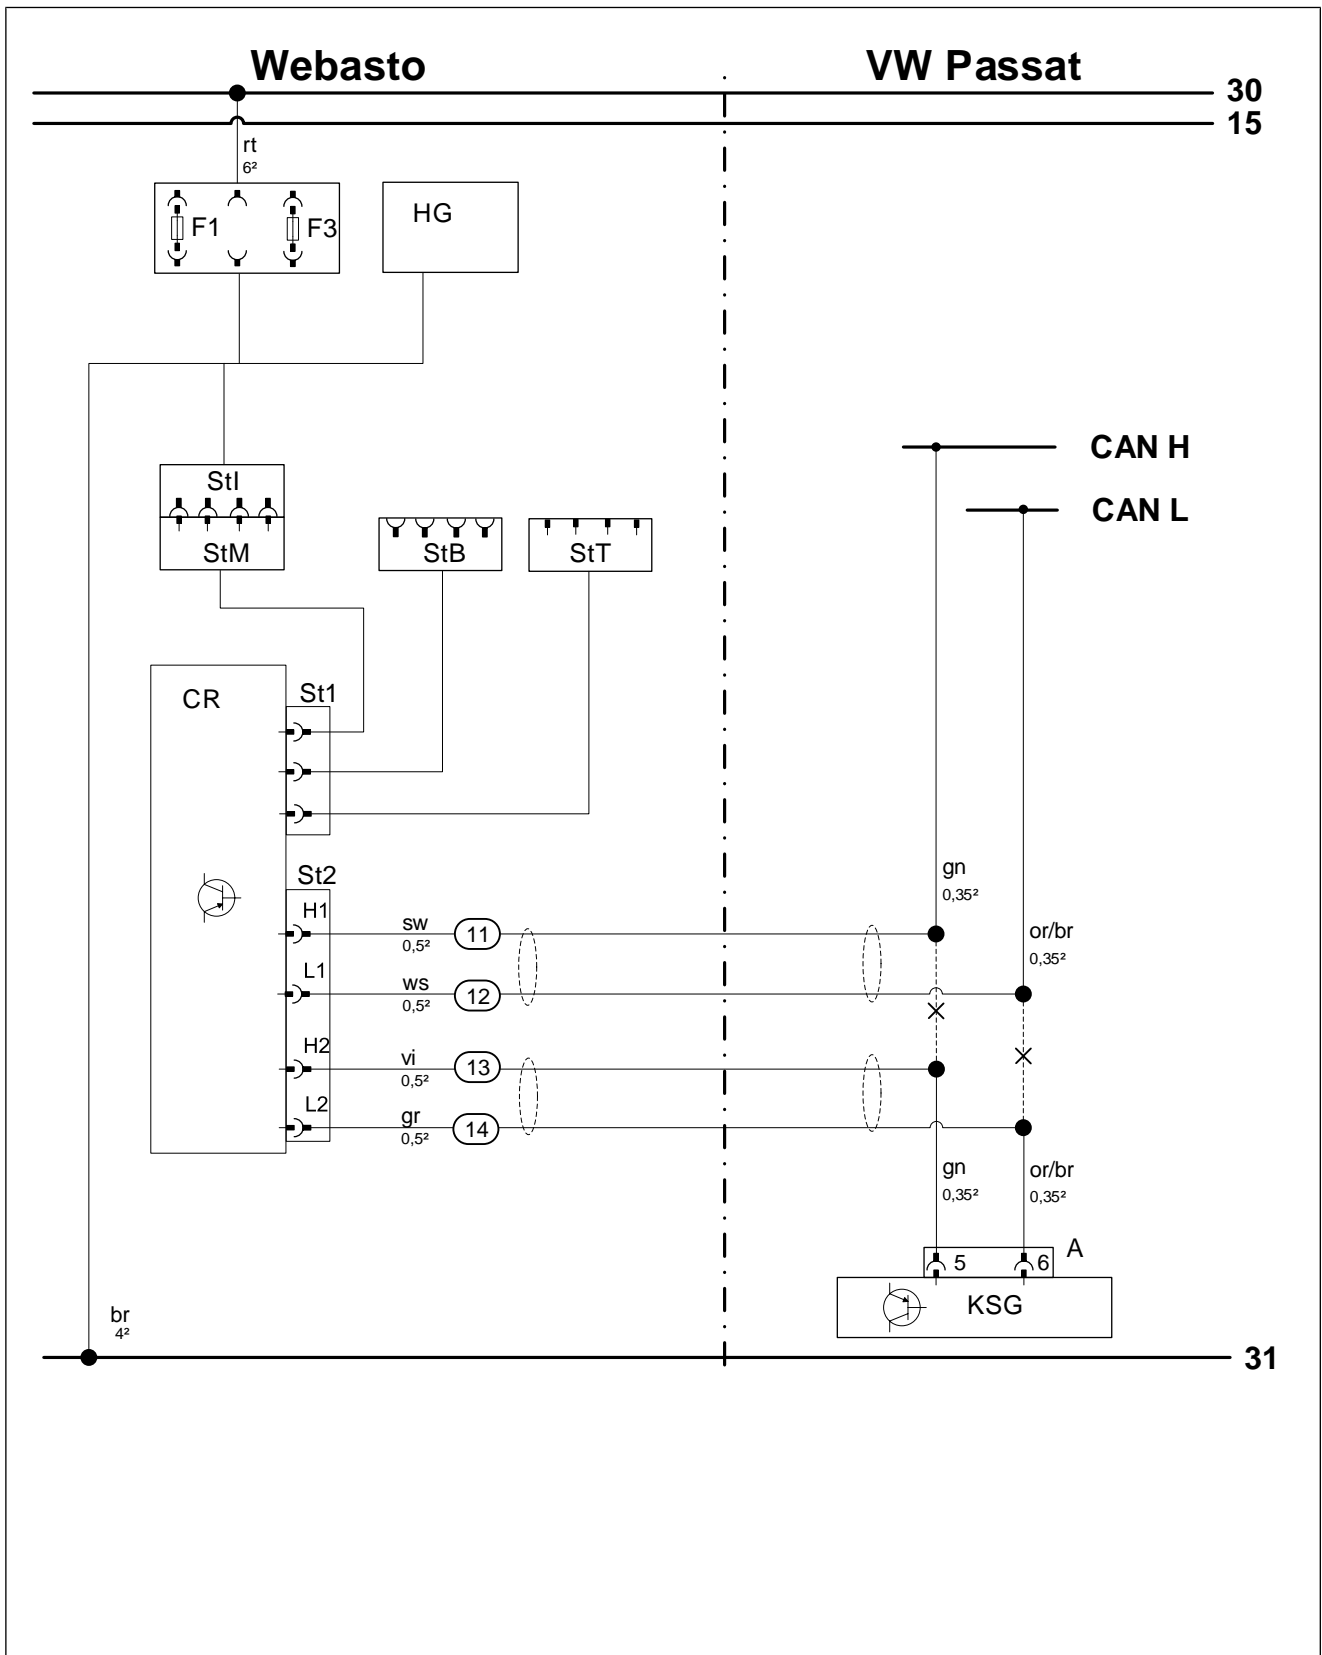 Webasto
VW Passat
30
15
rt
6²
F1
F3
HG
CAN H
StI
CAN L
StM
StB
StT
CR
St1
St2
gn
0,35²
H1
sw
0,5²
11
or/br
0,35²
L1
ws
0,5²
12
H2
vi
0,5²
13
L2
gr
0,5²
14
gn
0,35²
or/br
0,35²
A
5
6
KSG
br
4²
31